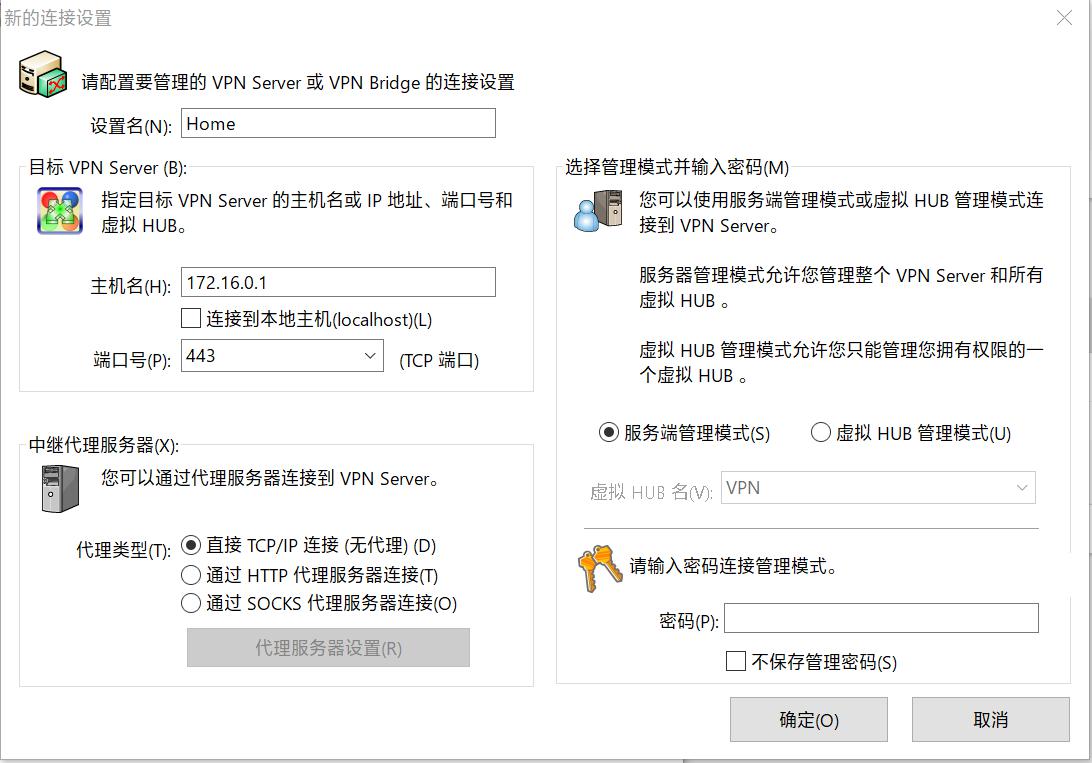 新的连接设置
请配置要管理的 VPN Server 或 VPN Bridge 的连接设置
设置名(N): Home
目标 VPN Server (B):
指定目标 VPN Server 的主机名或 IP 地址、端口号和
虚拟 HUB。
主机名(H): 172.16.0.1
连接到本地主机(localhost)(L)
端口号(P): 443 (TCP 端口)
中继代理服务器(X):
您可以通过代理服务器连接到 VPN Server。
代理类型(T): 直接 TCP/IP 连接 (无代理) (D)
通过 HTTP 代理服务器连接(T)
通过 SOCKS 代理服务器连接(O)
代理服务器设置(R)
选择管理模式并输入密码(M)
您可以使用服务端管理模式或虚拟 HUB 管理模式连
接到 VPN Server。
服务器管理模式允许您管理整个 VPN Server 和所有
虚拟 HUB 。
虚拟 HUB 管理模式允许您只能管理您拥有权限的一
个虚拟 HUB 。
服务端管理模式(S) 虚拟 HUB 管理模式(U)
虚拟 HUB 名(V): VPN
请输入密码连接管理模式。
密码(P):
不保存管理密码(S)
确定(O) 取消